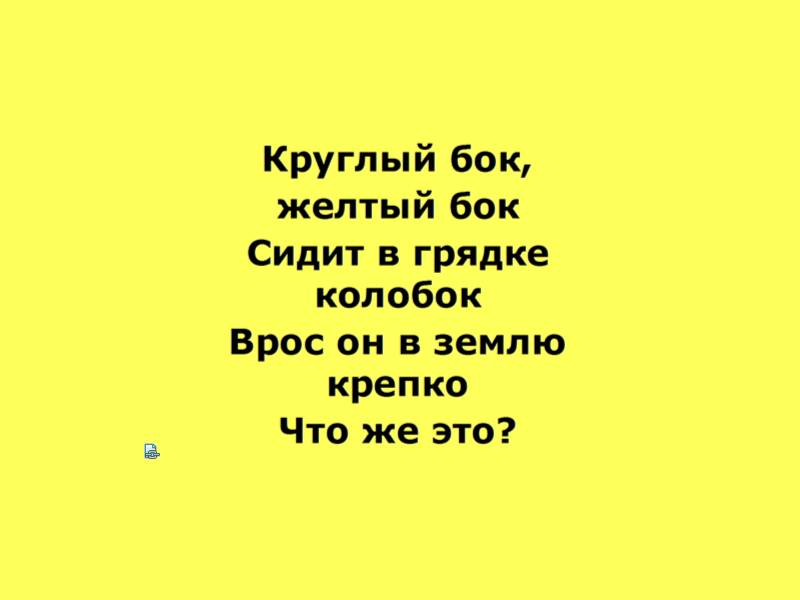 Круглый бок,
желтый бок
Сидит в грядке
колобок
Врос он в землю
крепко
Что же это?